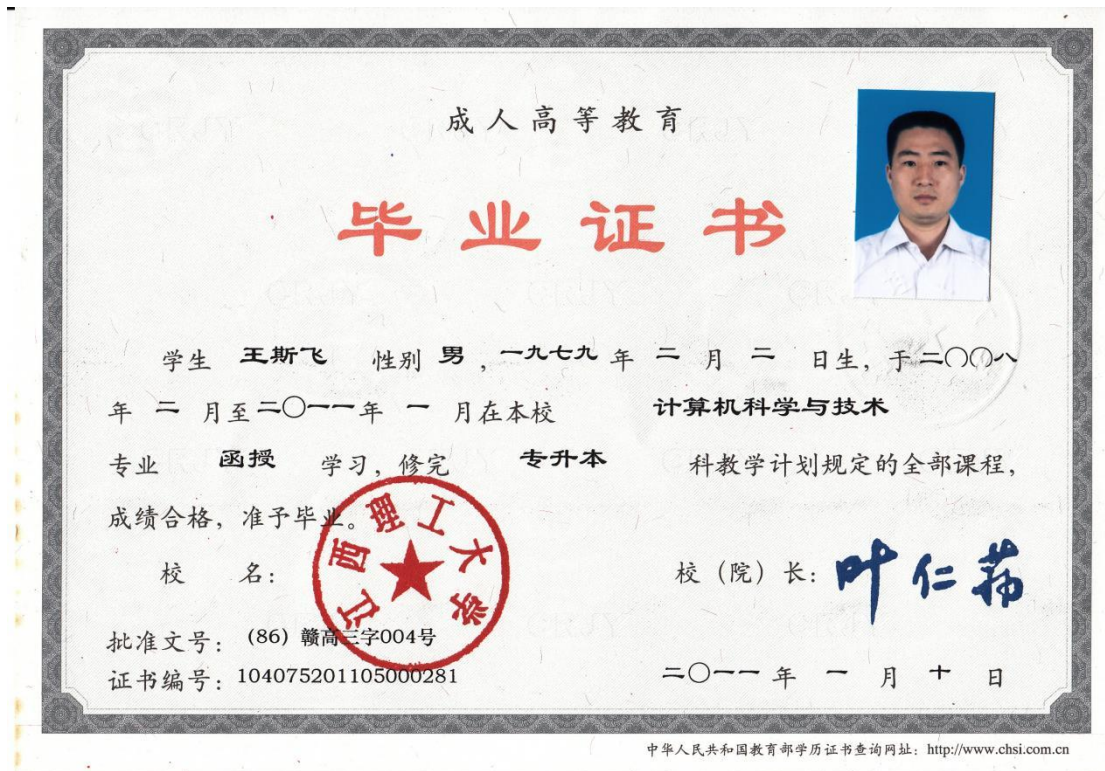 成人高等教育
毕业证书
学生 王斯飞 性别 男，一九七九 年 二 月 二 日生，于二〇〇八
年 二 月至二〇一一年 一 月在本校 计算机科学与技术
专业 函授 学习，修完 专升本 科教学计划规定的全部课程，
成绩合格，准予毕业。
江西理工大学
校 名： 校（院）长：叶仁荪
批准文号：(86) 赣高三字004号
证书编号：104075201105000281 二〇一一 年 一 月 十 日
中华人民共和国教育部学历证书查询网址：http://www.chsi.com.cn